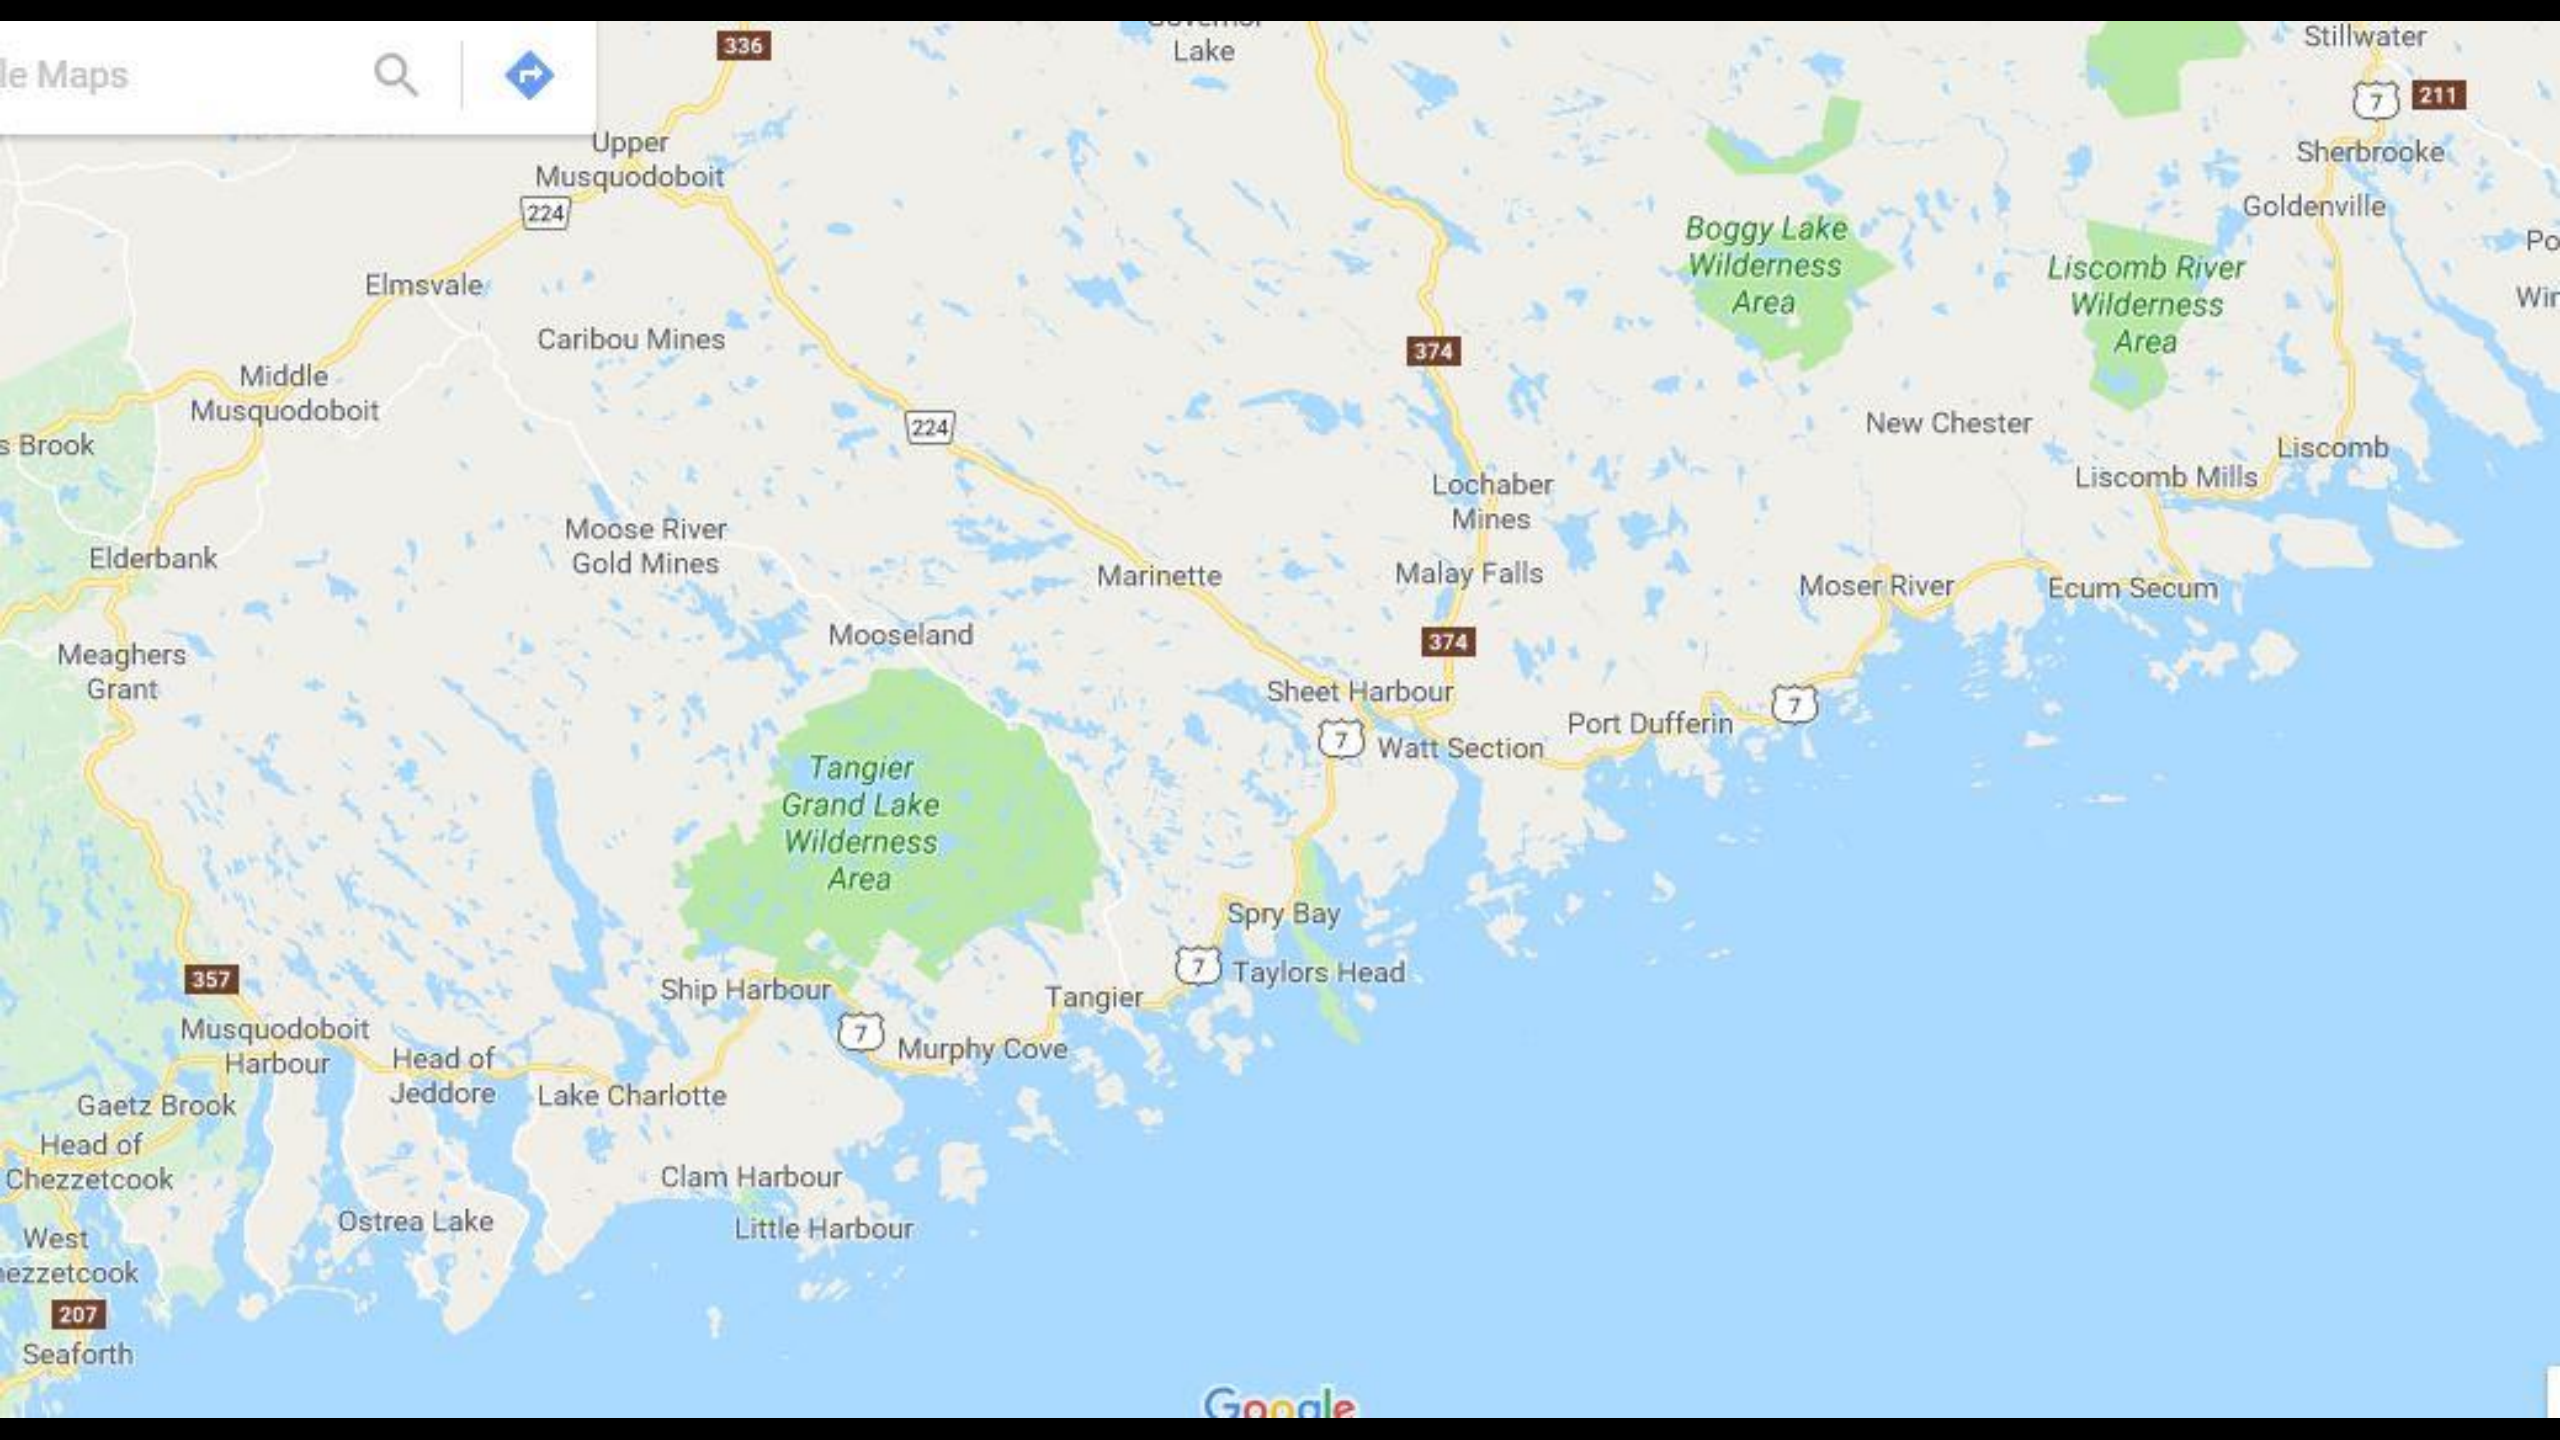 le Maps
Lake
336
Stillwater
7
211
Upper
Musquodoboit
Sherbrooke
224
Goldenville
Boggy Lake
Wilderness
Area
Liscomb River
Wilderness
Area
Po
Win
Elmsvale
Caribou Mines
374
Middle
Musquodoboit
224
New Chester
s Brook
Liscomb
Liscomb Mills
Lochaber
Mines
Moose River
Gold Mines
Elderbank
Marinette
Malay Falls
Moser River
Ecum Secum
Mooseland
374
Meaghers
Grant
Sheet Harbour
7
Watt Section
Port Dufferin
7
Tangier
Grand Lake
Wilderness
Area
Spry Bay
7
Taylors Head
357
Ship Harbour
Tangier
Musquodoboit
Harbour
7
Murphy Cove
Head of
Jeddore
Lake Charlotte
Gaetz Brook
Head of
Chezzetcook
Clam Harbour
Ostrea Lake
Little Harbour
West
hezzetcook
207
Seaforth
Google